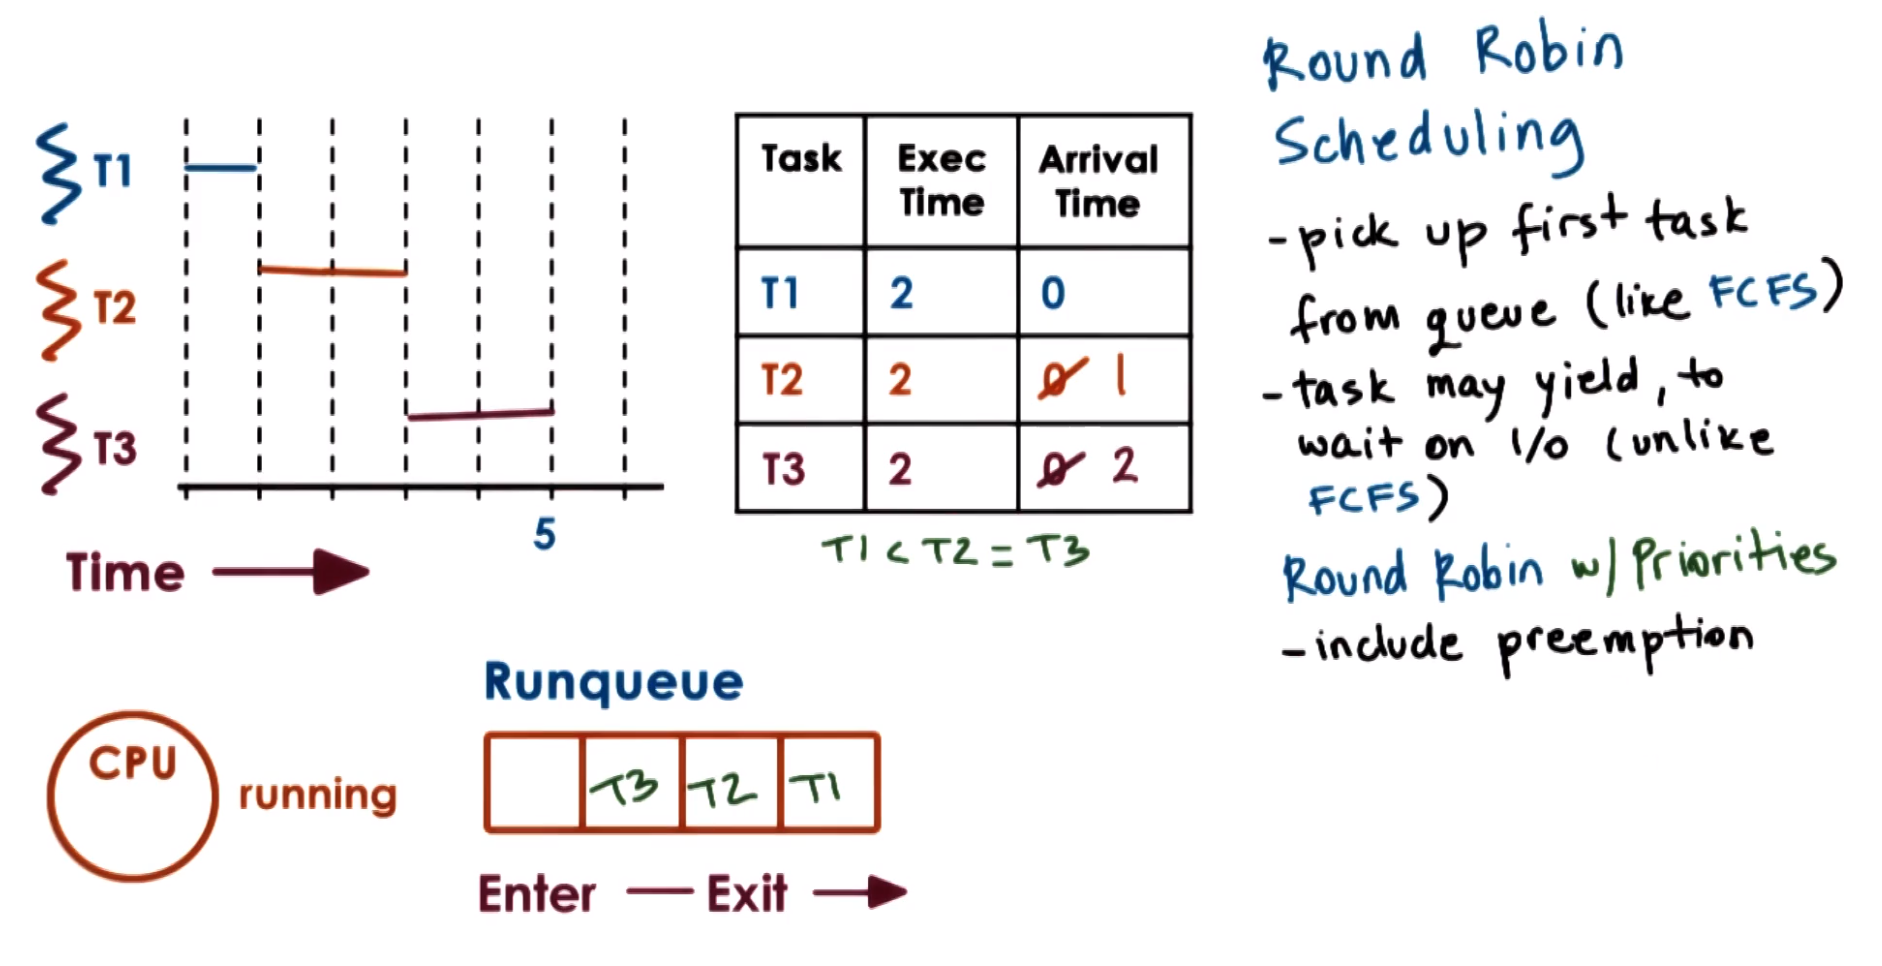 T1
T2
T3
5
Time
Task Exec Time Arrival Time
T1 2 0
T2 2 0 1
T3 2 0 2
T1 < T2 = T3
Round Robin
Scheduling
- pick up first task
from queue (like FCFS)
- task may yield, to
wait on I/O (unlike
FCFS)
Round Robin w/ Priorities
- include preemption
CPU
running
Runqueue
T3 T2 T1
Enter — Exit